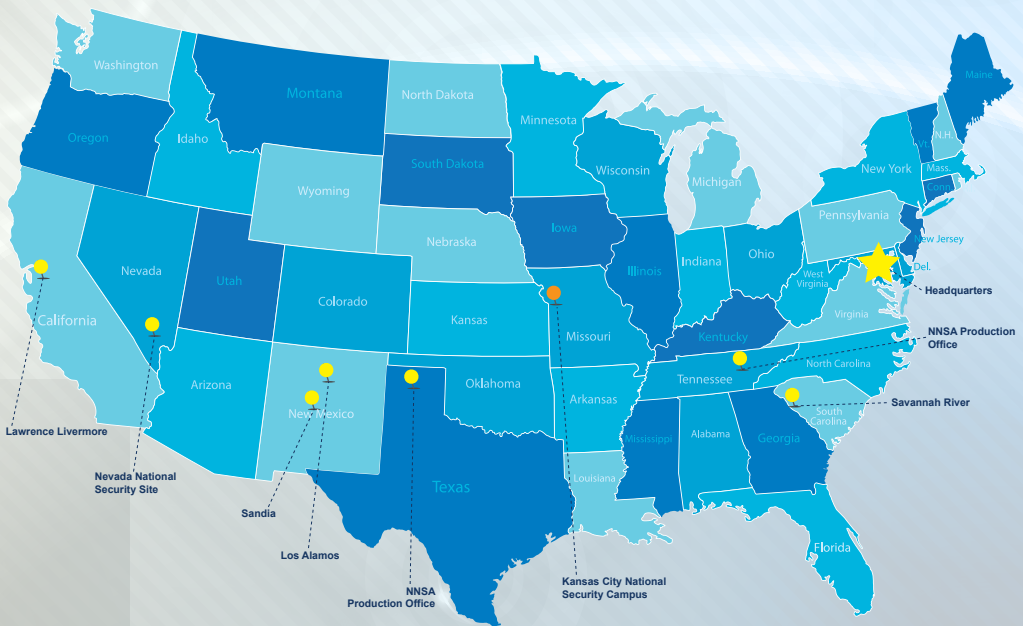 Washington
Montana
North Dakota
Minnesota
Maine
Oregon
Idaho
South Dakota
Wisconsin
Michigan
New York
Vt.
N.H.
Mass.
Conn.
Wyoming
Nebraska
Iowa
Pennsylvania
New Jersey
Nevada
Utah
Colorado
Kansas
Illinois
Indiana
Ohio
West
Virginia
Del.
Headquarters
California
Missouri
Kentucky
Virginia
NNSA Production
Office
Arizona
New Mexico
Oklahoma
Arkansas
Tennessee
North Carolina
South
Carolina
Savannah River
Lawrence Livermore
Texas
Louisiana
Mississippi
Alabama
Georgia
Florida
Nevada National
Security Site
Sandia
Los Alamos
NNSA
Production Office
Kansas City National
Security Campus